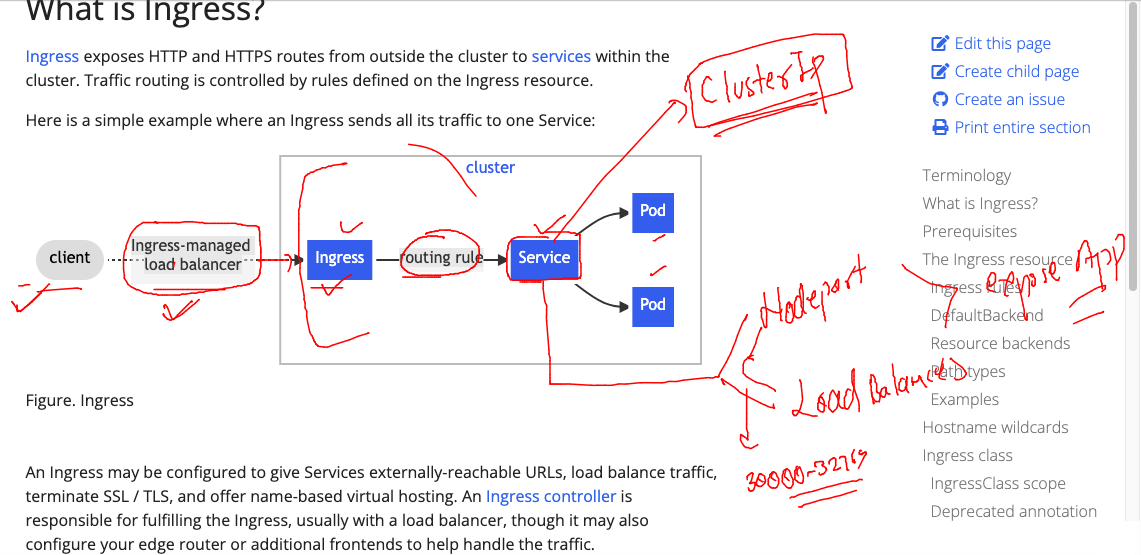 What is Ingress?
Ingress exposes HTTP and HTTPS routes from outside the cluster to services within the
cluster. Traffic routing is controlled by rules defined on the Ingress resource.
Here is a simple example where an Ingress sends all its traffic to one Service:
ClusterIp
cluster
client
Ingress-managed
load balancer
Ingress
routing rule
Service
Pod
Pod
Nodeport
Load Balancer
expose App
30000-32769
Figure. Ingress
An Ingress may be configured to give Services externally-reachable URLs, load balance traffic,
terminate SSL / TLS, and offer name-based virtual hosting. An Ingress controller is
responsible for fulfilling the Ingress, usually with a load balancer, though it may also
configure your edge router or additional frontends to help handle the traffic.
Edit this page
Create child page
Create an issue
Print entire section
Terminology
What is Ingress?
Prerequisites
The Ingress resource
Ingress rules
DefaultBackend
Resource backends
Path types
Examples
Hostname wildcards
Ingress class
IngressClass scope
Deprecated annotation